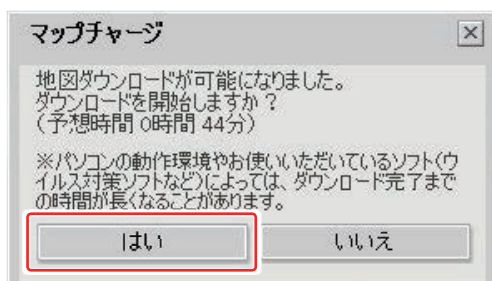 マップチャージ
地図ダウンロードが可能になりました。
ダウンロードを開始しますか？
（予想時間 0時間 44分）
※パソコンの動作環境やお使いいただいているソフト(ウ
イルス対策ソフトなど)によっては、ダウンロード完了まで
の時間が長くなることがあります。
はい
いいえ